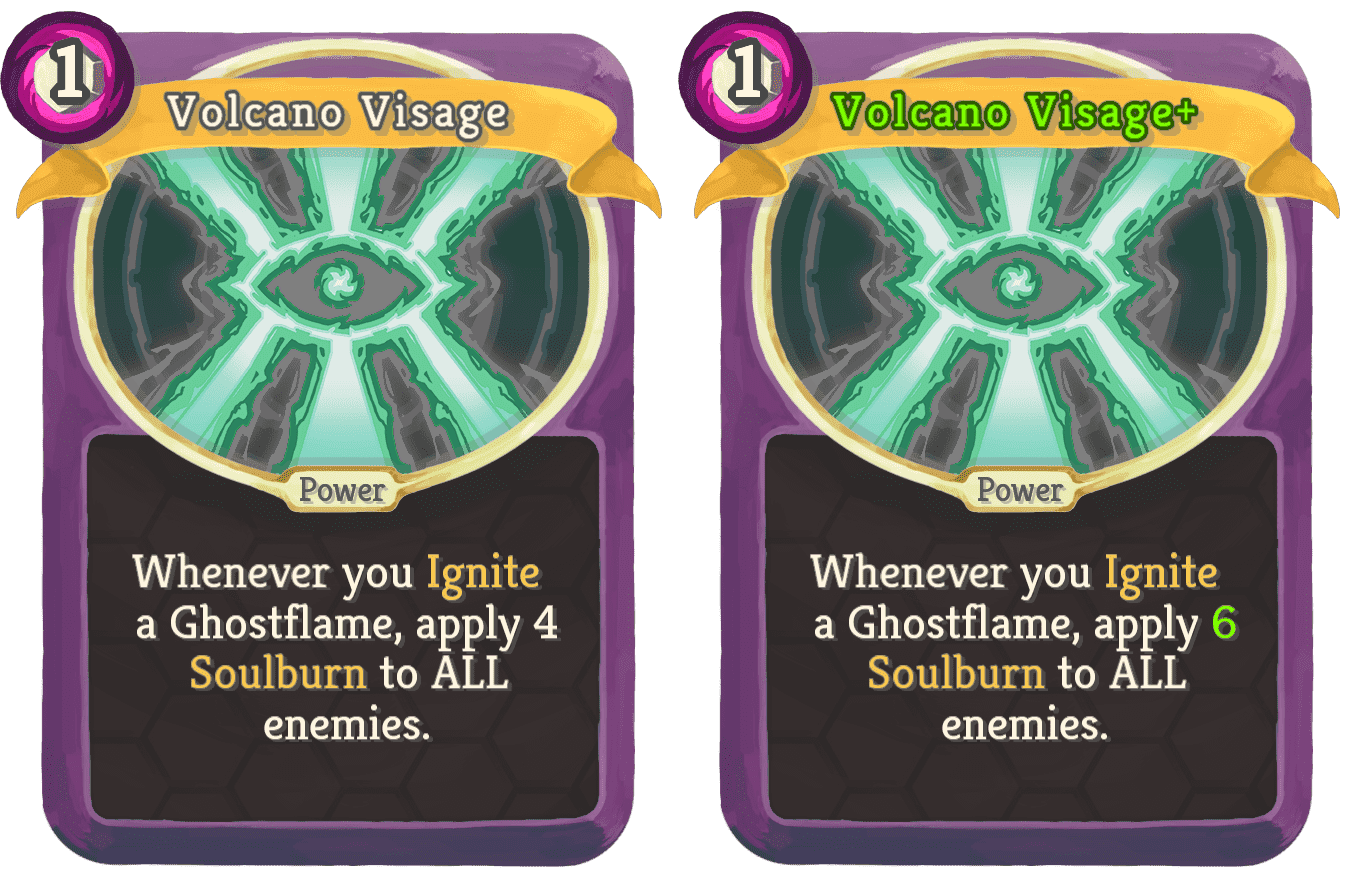 1
Volcano Visage
Power
Whenever you Ignite
a Ghostflame, apply 4
Soulburn to ALL
enemies.
1
Volcano Visage+
Power
Whenever you Ignite
a Ghostflame, apply 6
Soulburn to ALL
enemies.